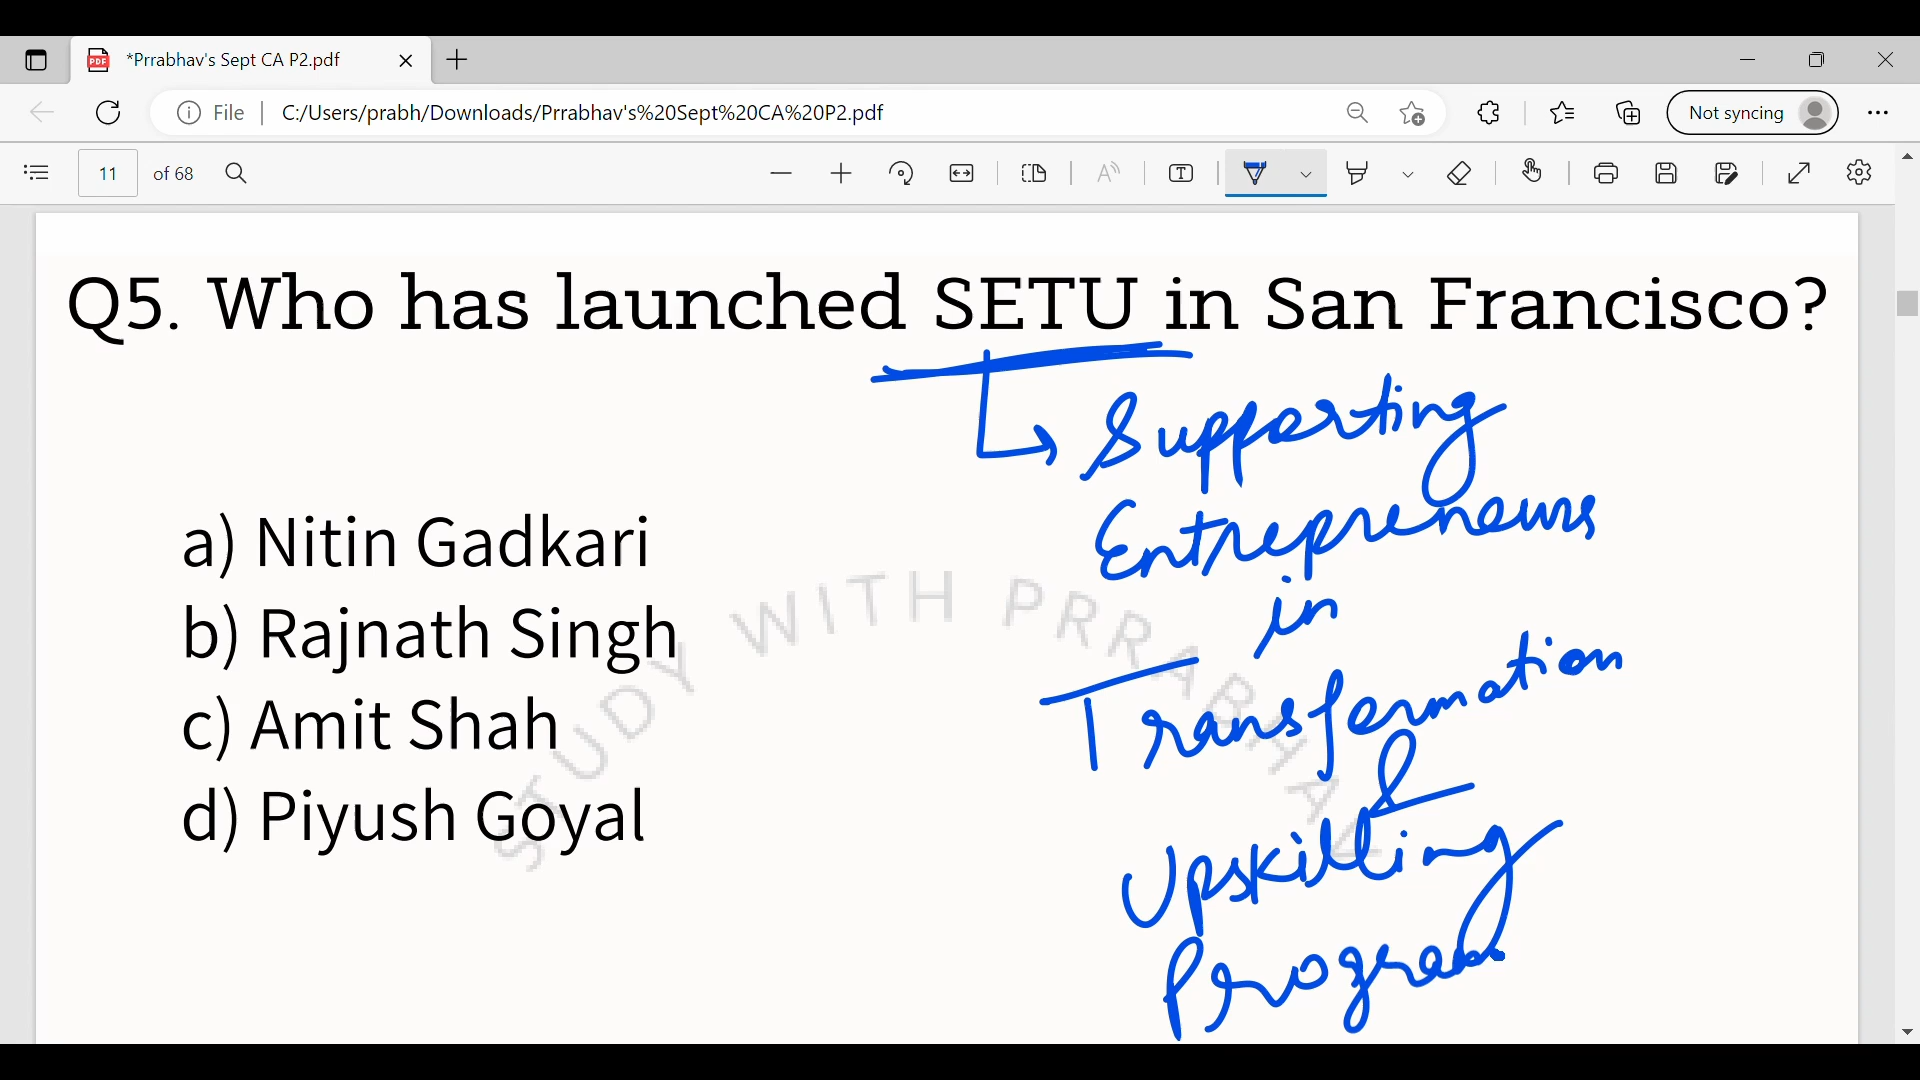 *Prrabhav's Sept CA P2.pdf
File
C:/Users/prabh/Downloads/Prrabhav's%20Sept%20CA%20P2.pdf
Not syncing
11 of 68
Q5. Who has launched SETU in San Francisco?
Supporting
Entrepreneurs
in
Transformation
&
Upskilling
Program
a) Nitin Gadkari
b) Rajnath Singh
c) Amit Shah
d) Piyush Goyal
STUDY WITH PRRABHAV